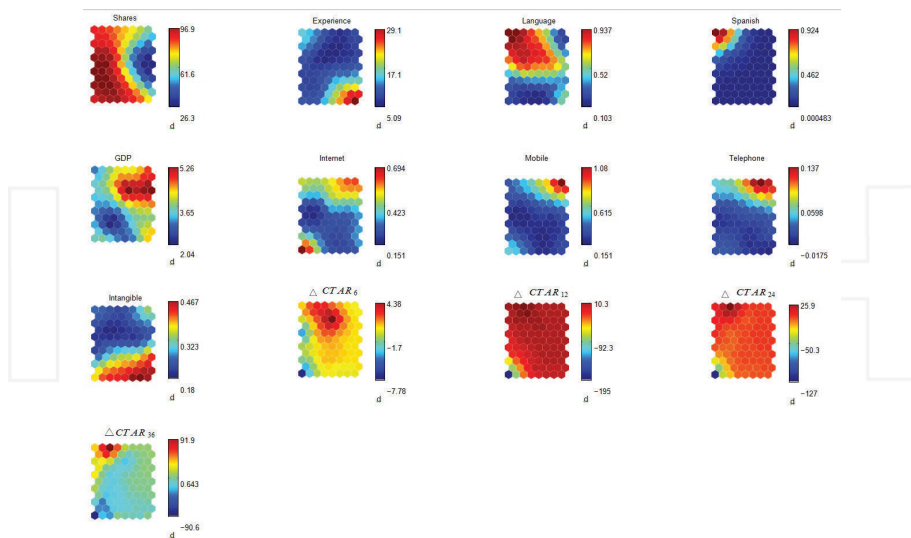 Shares
96.9
61.6
26.3
d
Experience
29.1
17.1
5.09
d
Language
0.937
0.52
0.103
d
Spanish
0.924
0.462
0.000483
d
GDP
5.26
3.65
2.04
d
Internet
0.694
0.423
0.151
d
Mobile
1.08
0.615
0.151
d
Telephone
0.137
0.0598
−0.0175
d
Intangible
0.467
0.323
0.18
d
△ CTAR 6
4.38
−1.7
−7.78
d
△ CTAR 12
10.3
−92.3
−195
d
△ CTAR 24
25.9
−50.3
−127
d
△ CTAR 36
91.9
0.643
−90.6
d